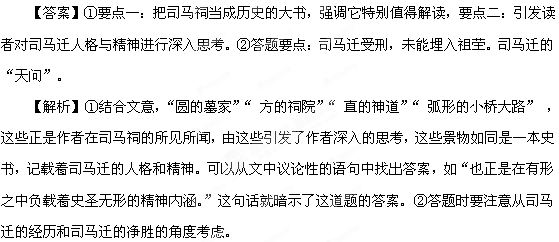 【答案】①要点一：把司马祠当成历史的大书，强调它特别值得解读，要点二：引发读
者对司马迁人格与精神进行深入思考。②答题要点：司马迁受刑，未能埋入祖茔。司马迁的
“天问”。
【解析】①结合文意，“圆的墓冢”“ 方的祠院”“ 直的神道”“ 弧形的小桥大路” ，
这些正是作者在司马祠的所见所闻，由这些引发了作者深入的思考，这些景物如同是一本史
书，记载着司马迁的人格和精神。可以从文中议论性的语句中找出答案，如“也正是在有形
之中负载着史圣无形的精神内涵。”这句话就暗示了这道题的答案。②答题时要注意从司马
迁的经历和司马迁的净胜的角度考虑。